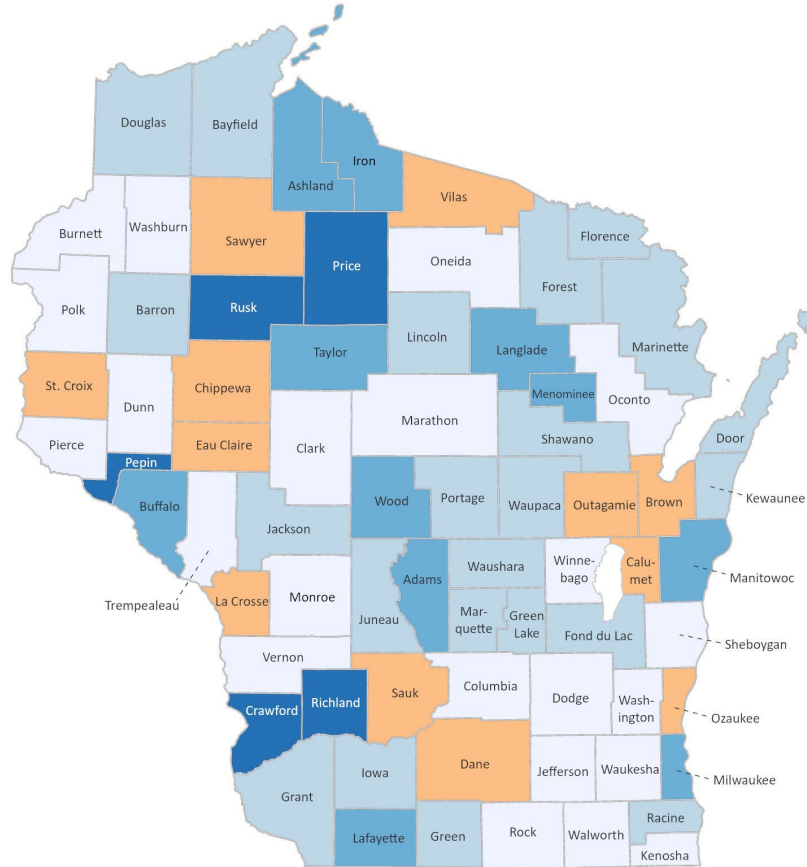 Douglas
Bayfield
Iron
Ashland
Vilas
Burnett
Washburn
Sawyer
Florence
Price
Oneida
Forest
Polk
Barron
Rusk
Marinette
Lincoln
Taylor
Langlade
St. Croix
Chippewa
Menominee
Dunn
Oconto
Marathon
Pierce
Eau Claire
Clark
Shawano
Door
Pepin
Buffalo
Wood
Portage
Waupaca
Outagamie
Brown
Kewaunee
Jackson
Waushara
Winne-
bago
Calu-
met
Adams
Manitowoc
Trempealeau
La Crosse
Monroe
Juneau
Mar-
quette
Green
Lake
Fond du Lac
Sheboygan
Vernon
Sauk
Columbia
Dodge
Wash-
ington
Crawford
Richland
Ozaukee
Iowa
Dane
Jefferson
Waukesha
Milwaukee
Grant
Racine
Lafayette
Green
Rock
Walworth
Kenosha